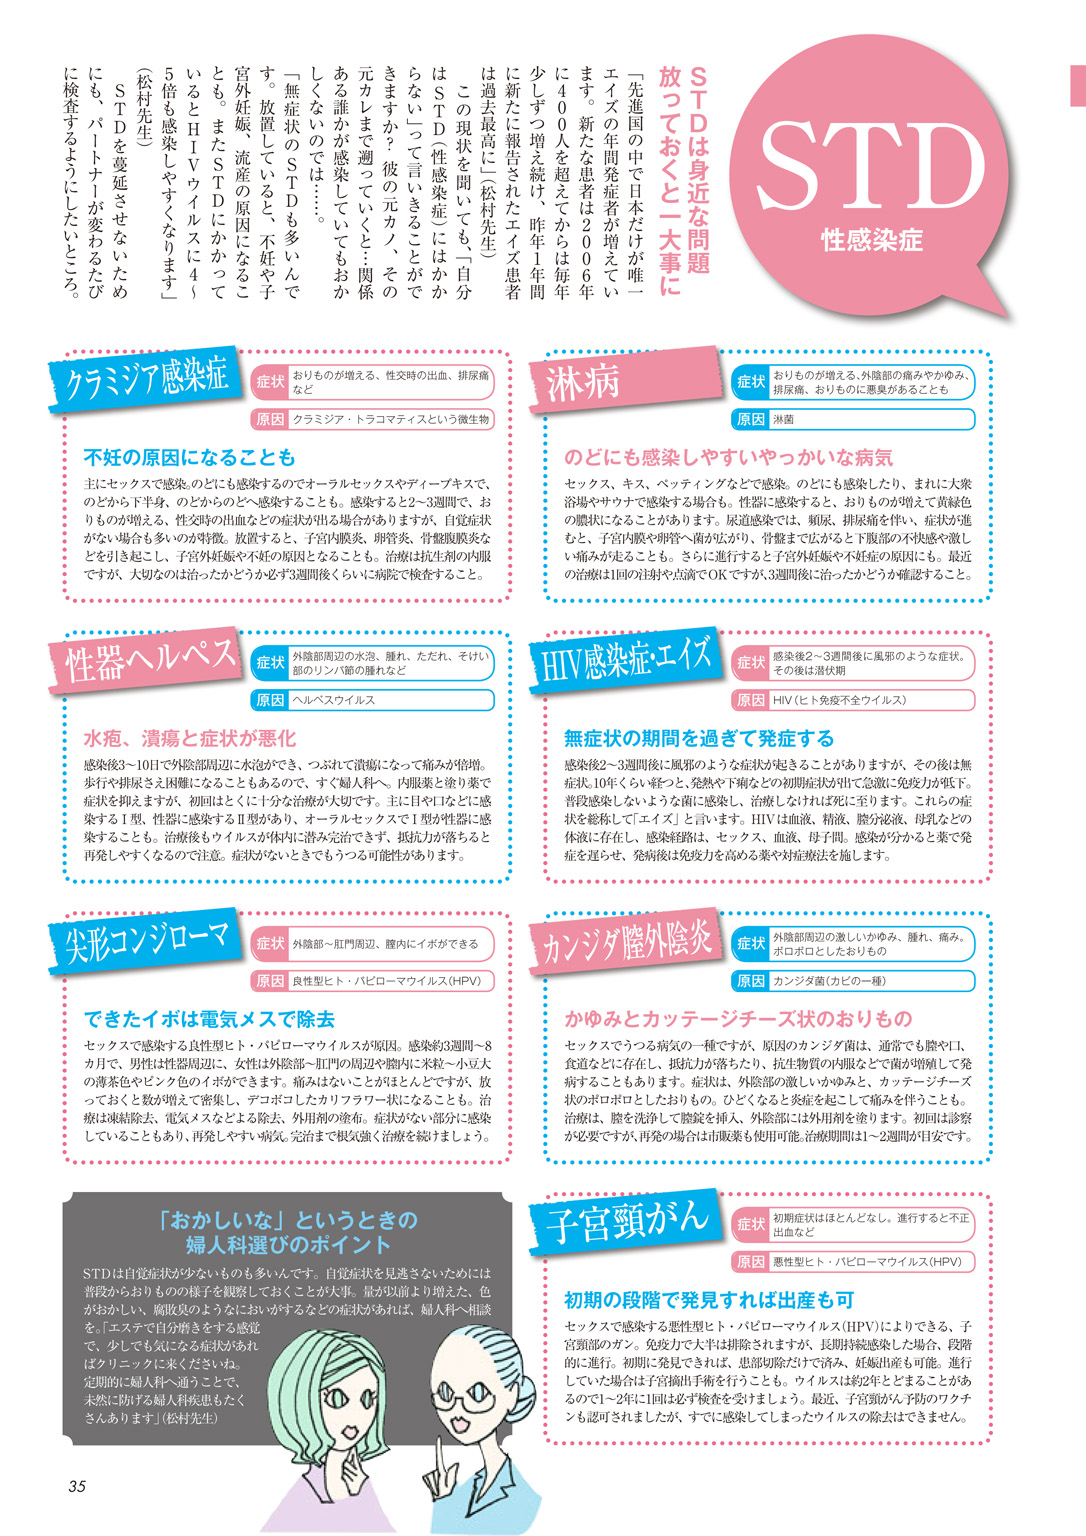 STD
性感染症
STDは身近な問題
放っておくと一大事に
「先進国の中で日本だけが唯一
エイズの年間発症者が増えてい
ます。新たな患者は2006年
に400人を超えてからは毎年
少しずつ増え続け、昨年1年間
に新たに報告されたエイズ患者
は過去最高に」(松村先生)
この現状を聞いても、「自分
はSTD(性感染症)にはかか
らない」って言いきることがで
きますか? 彼の元カノ、その
元カレまで遡っていくと…関係
ある誰かが感染していてもおか
しくないのでは……。
「無症状のSTDも多いんで
す。放置していると、不妊や子
宮外妊娠、流産の原因になるこ
とも。またSTDにかかって
いるとHIVウイルスに4〜
5倍も感染しやすくなります」
(松村先生)
STDを蔓延させないため
にも、パートナーが変わるたび
に検査するようにしたいところ。
クラミジア感染症
症状 おりものが増える、性交時の出血、排尿痛
など
原因 クラミジア・トラコマティスという微生物
不妊の原因になることも
主にセックスで感染。のどにも感染するのでオーラルセックスやディープキスで、
のどから下半身、のどからのどへ感染することも。感染すると2〜3週間で、お
りものが増える、性交時の出血などの症状が出る場合がありますが、自覚症状
がない場合も多いのが特徴。放置すると、子宮内膜炎、卵管炎、骨盤腹膜炎な
どを引き起こし、子宮外妊娠や不妊の原因となることも。治療は抗生剤の内服
ですが、大切なのは治ったかどうか必ず3週間後くらいに病院で検査すること。
淋病
症状 おりものが増える、外陰部の痛みやかゆみ、
排尿痛、おりものに悪臭があることも
原因 淋菌
のどにも感染しやすいやっかいな病気
セックス、キス、ペッティングなどで感染。のどにも感染したり、まれに大衆
浴場やサウナで感染する場合も。性器に感染すると、おりものが増えて黄緑色
の膿状になることがあります。尿道感染では、頻尿、排尿痛を伴い、症状が進
むと、子宮内膜や卵管へ菌が広がり、骨盤まで広がると下腹部の不快感や激し
い痛みが走ることも。さらに進行すると子宮外妊娠や不妊症の原因にも。最近
の治療は1回の注射や点滴でOKですが、3週間後に治ったかどうか確認すること。
性器ヘルペス
症状 外陰部周辺の水泡、腫れ、ただれ、そけい
部のリンパ節の腫れなど
原因 ヘルペスウイルス
水疱、潰瘍と症状が悪化
感染後3〜10日で外陰部周辺に水泡ができ、つぶれて潰瘍になって痛みが倍増。
歩行や排尿さえ困難になることもあるので、すぐ婦人科へ。内服薬と塗り薬で
症状を抑えますが、初回はとくに十分な治療が大切です。主に目や口などに感
染するⅠ型、性器に感染するⅡ型があり、オーラルセックスでⅠ型が性器に感
染することも。治療後もウイルスが体内に潜み完治できず、抵抗力が落ちると
再発しやすくなるので注意。症状がないときでもうつる可能性があります。
HIV感染症・エイズ
症状 感染後2〜3週間後に風邪のような症状。
その後は潜伏期
原因 HIV(ヒト免疫不全ウイルス)
無症状の期間を過ぎて発症する
感染後2〜3週間後に風邪のような症状が起きることがありますが、その後は無
症状。10年くらい経つと、発熱や下痢などの初期症状が出て急激に免疫力が低下。
普段感染しないような菌に感染し、治療しなければ死に至ります。これらの症
状を総称して「エイズ」と言います。HIVは血液、精液、膣分泌液、母乳などの
体液に存在し、感染経路は、セックス、血液、母子間。感染が分かると薬で発
症を遅らせ、発病後は免疫力を高める薬や対症療法を施します。
尖形コンジローマ
症状 外陰部〜肛門周辺、膣内にイボができる
原因 良性型ヒト・パピローマウイルス(HPV)
できたイボは電気メスで除去
セックスで感染する良性型ヒト・パピローマウイルスが原因。感染約3週間〜8
カ月で、男性は性器周辺に、女性は外陰部〜肛門の周辺や膣内に米粒〜小豆大
の薄茶色やピンク色のイボができます。痛みはないことがほとんどですが、放
っておくと数が増えて密集し、デコボコしたカリフラワー状になることも。治
療は凍結除去、電気メスなどよる除去、外用剤の塗布。症状がない部分に感染
していることもあり、再発しやすい病気。完治まで根気強く治療を続けましょう。
カンジダ膣外陰炎
症状 外陰部周辺の激しいかゆみ、腫れ、痛み。
ボロボロとしたおりもの
原因 カンジダ菌(カビの一種)
かゆみとカッテージチーズ状のおりもの
セックスでうつる病気の一種ですが、原因のカンジダ菌は、通常でも膣や口、
食道などに存在し、抵抗力が落ちたり、抗生物質の内服などで菌が増殖して発
病することもあります。症状は、外陰部の激しいかゆみと、カッテージチーズ
状のボロボロとしたおりもの。ひどくなると炎症を起こして痛みを伴うことも。
治療は、膣を洗浄して膣錠を挿入、外陰部には外用剤を塗ります。初回は診察
が必要ですが、再発の場合は市販薬も使用可能。治療期間は1〜2週間が目安です。
「おかしいな」というときの
婦人科選びのポイント
STDは自覚症状が少ないものも多いんです。自覚症状を見逃さないためには
普段からおりものの様子を観察しておくことが大事。量が以前より増えた、色
がおかしい、腐敗臭のようなにおいがするなどの症状があれば、婦人科へ相談
を。「エステで自分磨きをする感覚
で、少しでも気になる症状があれ
ばクリニックに来てくださいね。
定期的に婦人科へ通うことで、
未然に防げる婦人科疾患もたく
さんあります」(松村先生)
子宮頸がん
症状 初期症状はほとんどなし。進行すると不正
出血など
原因 悪性型ヒト・パピローマウイルス(HPV)
初期の段階で発見すれば出産も可
セックスで感染する悪性型ヒト・パピローマウイルス(HPV)によりできる、子
宮頸部のガン。免疫力で大半は排除されますが、長期持続感染した場合、段階
的に進行。初期に発見できれば、患部切除だけで済み、妊娠出産も可能。進行
していた場合は子宮摘出手術を行うことも。ウイルスは約2年とどまることがあ
るので1〜2年に1回は必ず検査を受けましょう。最近、子宮頸がん予防のワクチ
ンも認可されましたが、すでに感染してしまったウイルスの除去はできません。
35